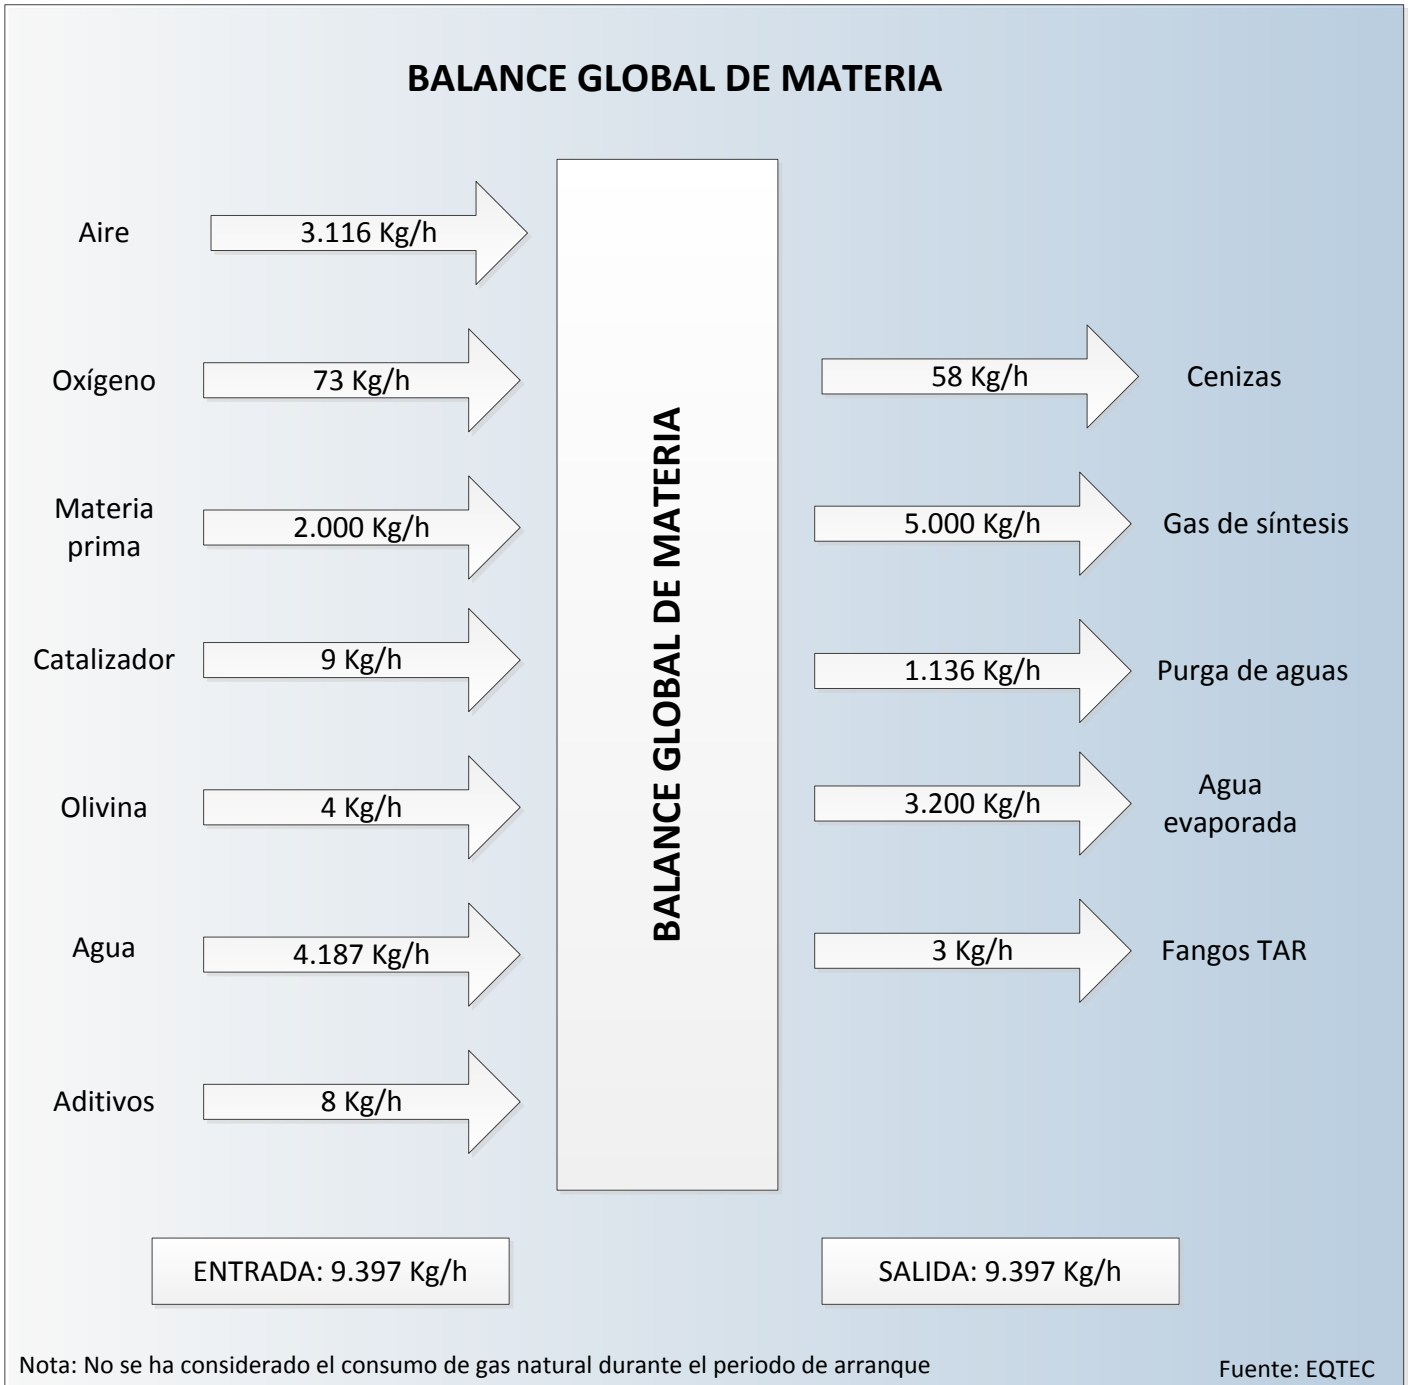 BALANCE GLOBAL DE MATERIA
Aire
3.116 Kg/h
Oxígeno
73 Kg/h
Materia
prima
2.000 Kg/h
Catalizador
9 Kg/h
Olivina
4 Kg/h
Agua
4.187 Kg/h
Aditivos
8 Kg/h
BALANCE GLOBAL DE MATERIA
58 Kg/h
Cenizas
5.000 Kg/h
Gas de síntesis
1.136 Kg/h
Purga de aguas
3.200 Kg/h
Agua
evaporada
3 Kg/h
Fangos TAR
ENTRADA: 9.397 Kg/h
SALIDA: 9.397 Kg/h
Nota: No se ha considerado el consumo de gas natural durante el periodo de arranque
Fuente: EQTEC